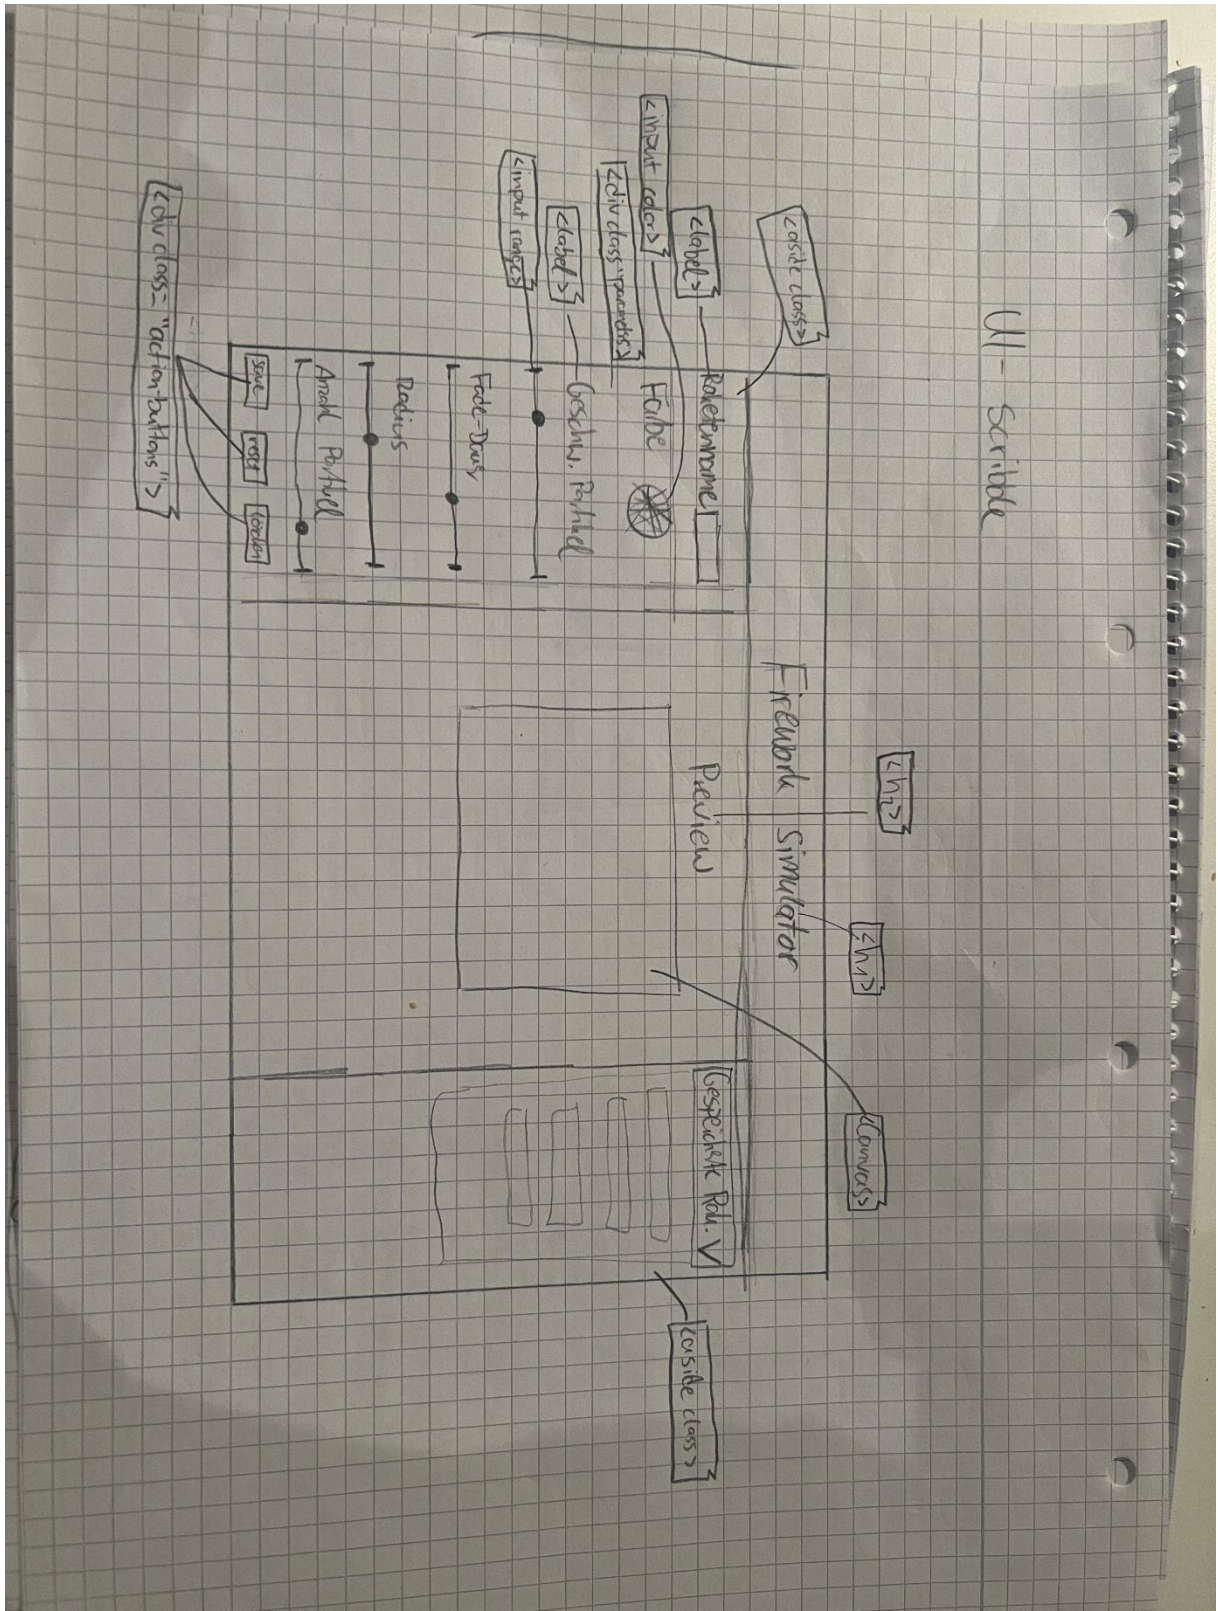 UI - Scribble
<h2>
<h1>
<Canvas>
<aside class>
Firework Simulator
<label>
Raketenname
<input color>
<div class="parameters">
Farbe
<label>
Geschw. Partikel
<input range>
Fade-Dauer
Radius
Anzahl Partikel
save
reset
<div class="action-buttons">
Preview
Gespeicherte Rak. V
<aside class>